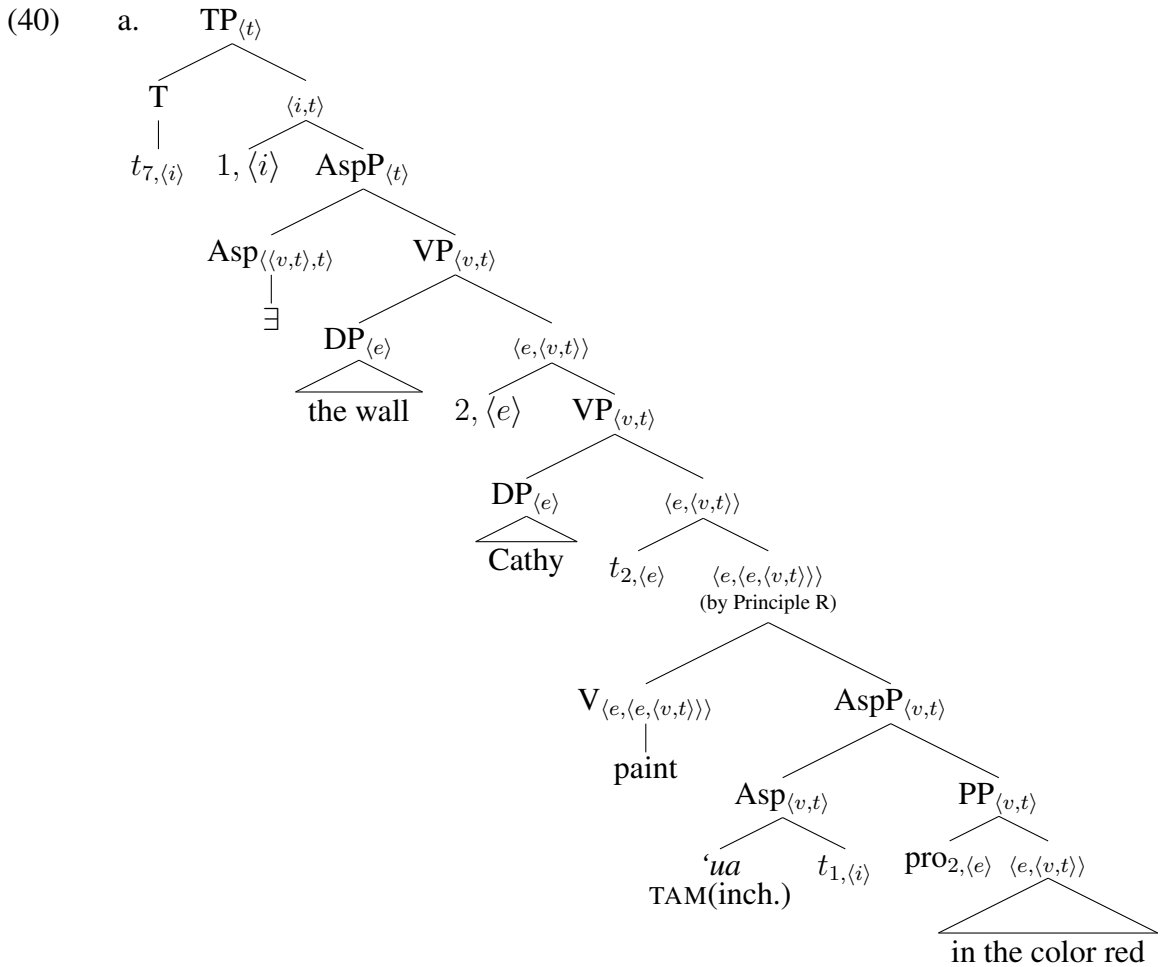 (40) a. TP⟨t⟩
T ⟨i,t⟩
t7,⟨i⟩ 1, ⟨i⟩ AspP⟨t⟩
Asp⟨⟨v,t⟩,t⟩ VP⟨v,t⟩
∃
DP⟨e⟩ ⟨e,⟨v,t⟩⟩
the wall 2, ⟨e⟩ VP⟨v,t⟩
DP⟨e⟩ ⟨e,⟨v,t⟩⟩
Cathy t2,⟨e⟩ ⟨e,⟨e,⟨v,t⟩⟩⟩
(by Principle R)
V⟨e,⟨e,⟨v,t⟩⟩⟩ AspP⟨v,t⟩
paint
Asp⟨v,t⟩ PP⟨v,t⟩
‘ua t1,⟨i⟩ pro2,⟨e⟩ ⟨e,⟨v,t⟩⟩
TAM(inch.)
in the color red